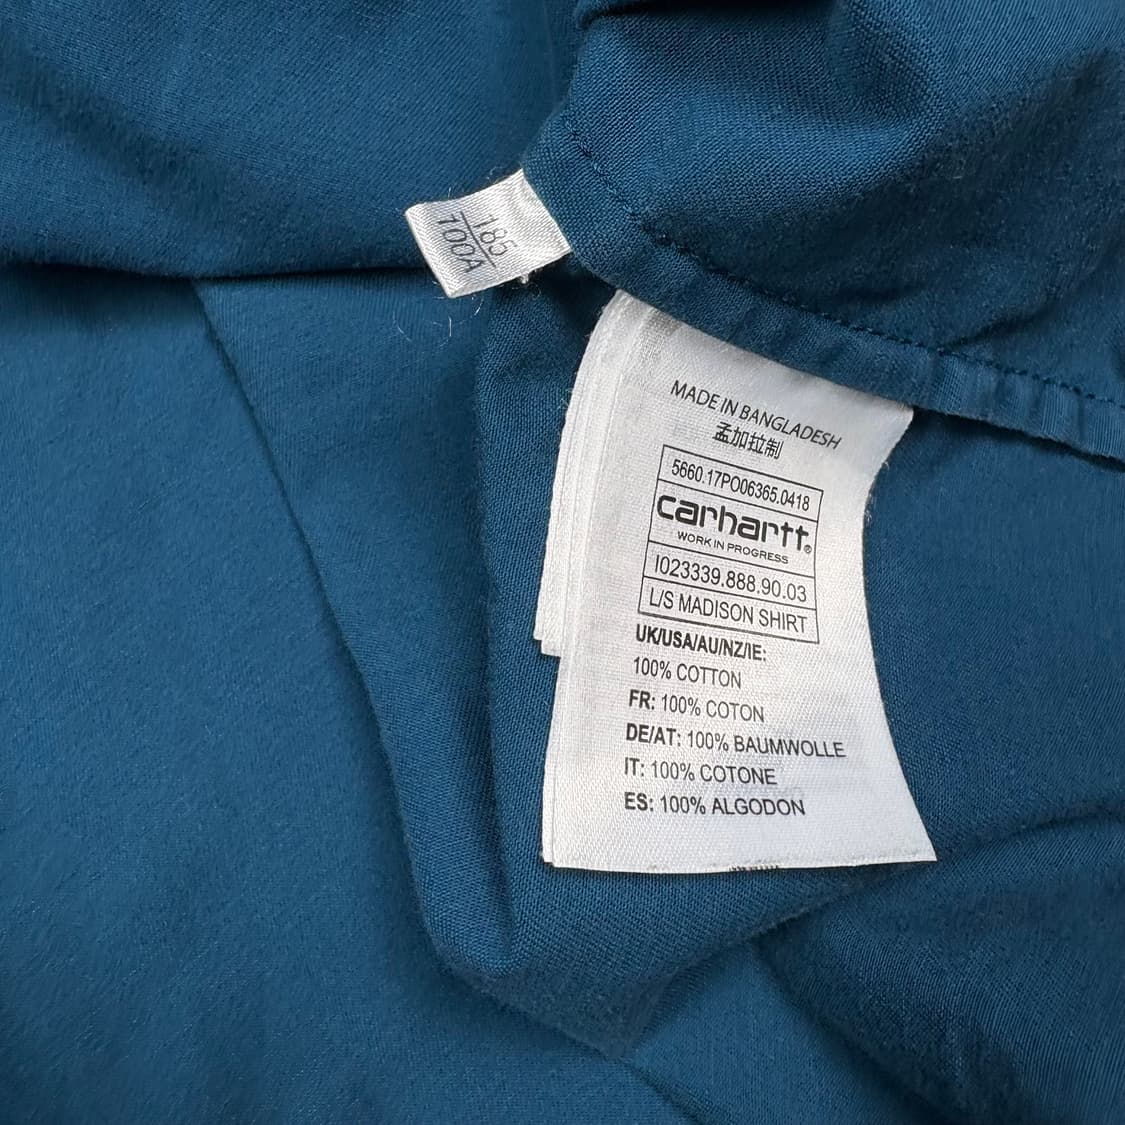 185
100A
MADE IN BANGLADESH
孟加拉制
5660.17PO06365.0418
carhartt®
WORK IN PROGRESS
I023339.888.90.03
L/S MADISON SHIRT
UK/USA/AU/NZ/IE:
100% COTTON
FR: 100% COTON
DE/AT: 100% BAUMWOLLE
IT: 100% COTONE
ES: 100% ALGODON